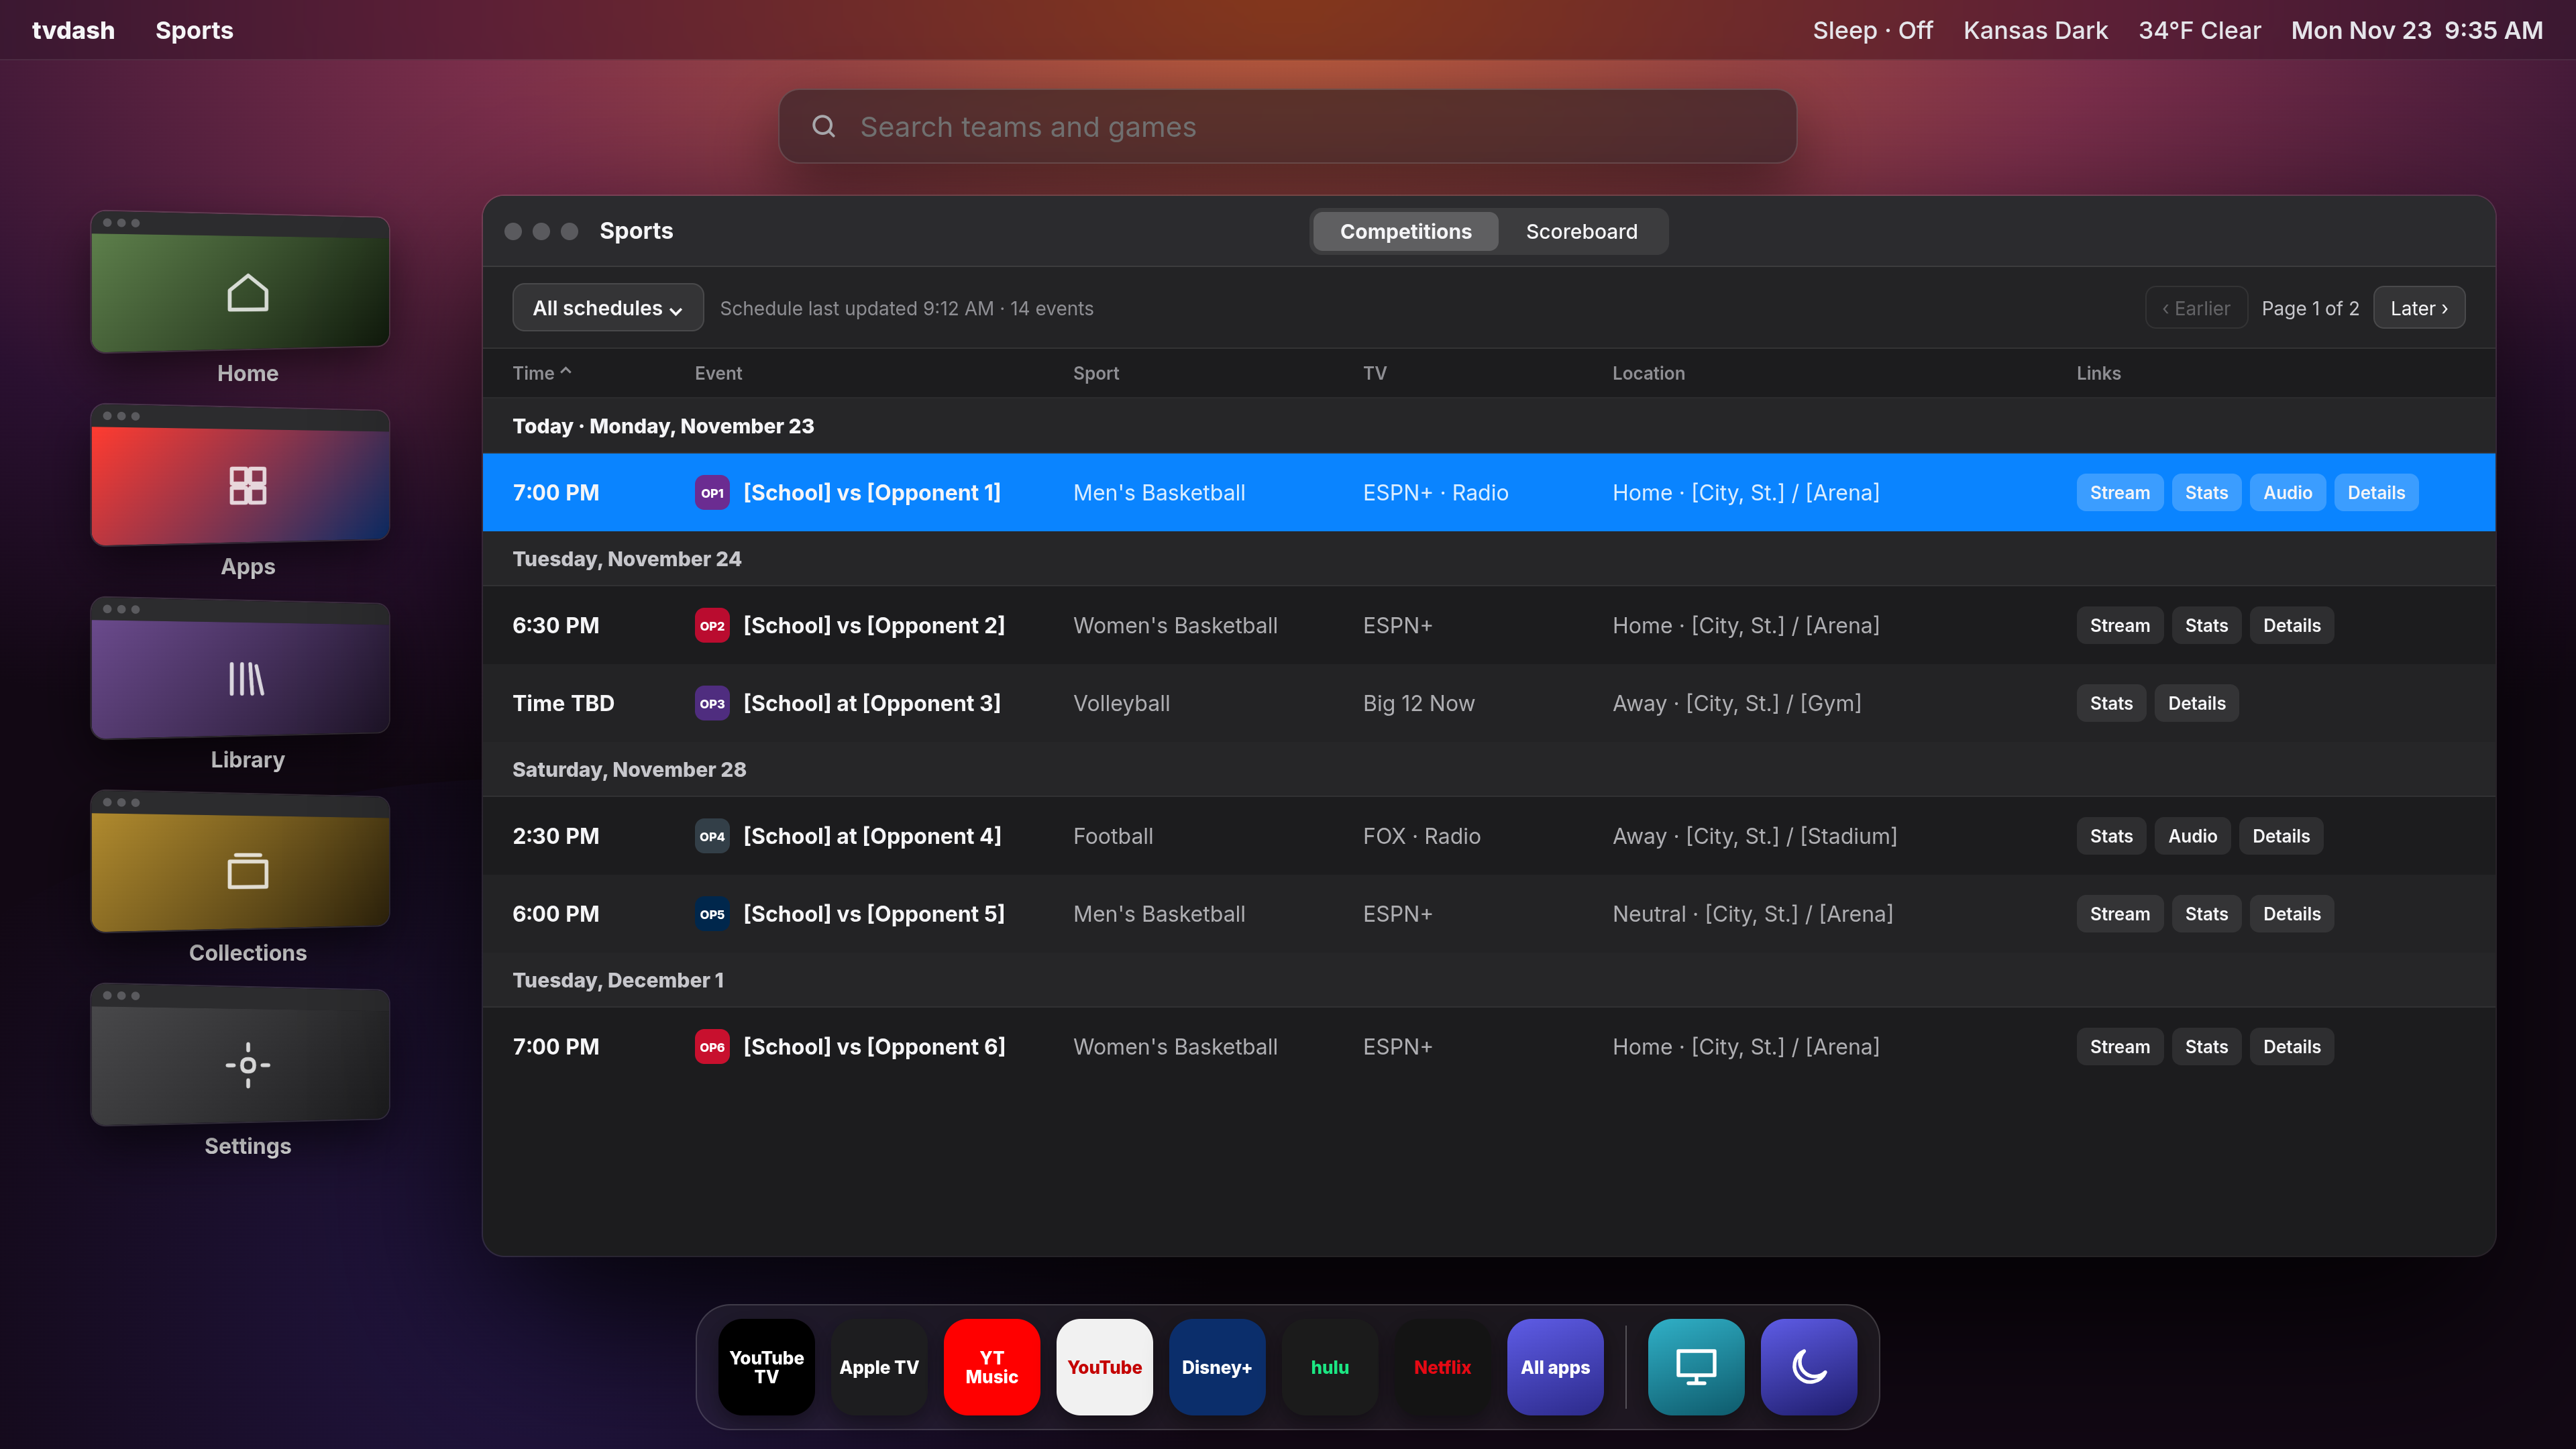 tvdash Sports Sleep · Off Kansas Dark 34°F Clear Mon Nov 23 9:35 AM
Search teams and games
Home
Apps
Library
Collections
Settings
Sports Competitions Scoreboard
All schedules Schedule last updated 9:12 AM · 14 events ‹ Earlier Page 1 of 2 Later ›
Time Event Sport TV Location Links
Today · Monday, November 23
7:00 PM OP1 [School] vs [Opponent 1] Men's Basketball ESPN+ · Radio Home · [City, St.] / [Arena] Stream Stats Audio Details
Tuesday, November 24
6:30 PM OP2 [School] vs [Opponent 2] Women's Basketball ESPN+ Home · [City, St.] / [Arena] Stream Stats Details
Time TBD OP3 [School] at [Opponent 3] Volleyball Big 12 Now Away · [City, St.] / [Gym] Stats Details
Saturday, November 28
2:30 PM OP4 [School] at [Opponent 4] Football FOX · Radio Away · [City, St.] / [Stadium] Stats Audio Details
6:00 PM OP5 [School] vs [Opponent 5] Men's Basketball ESPN+ Neutral · [City, St.] / [Arena] Stream Stats Details
Tuesday, December 1
7:00 PM OP6 [School] vs [Opponent 6] Women's Basketball ESPN+ Home · [City, St.] / [Arena] Stream Stats Details
YouTube
TV
Apple TV
YT
Music
YouTube
Disney+
hulu
Netflix
All apps